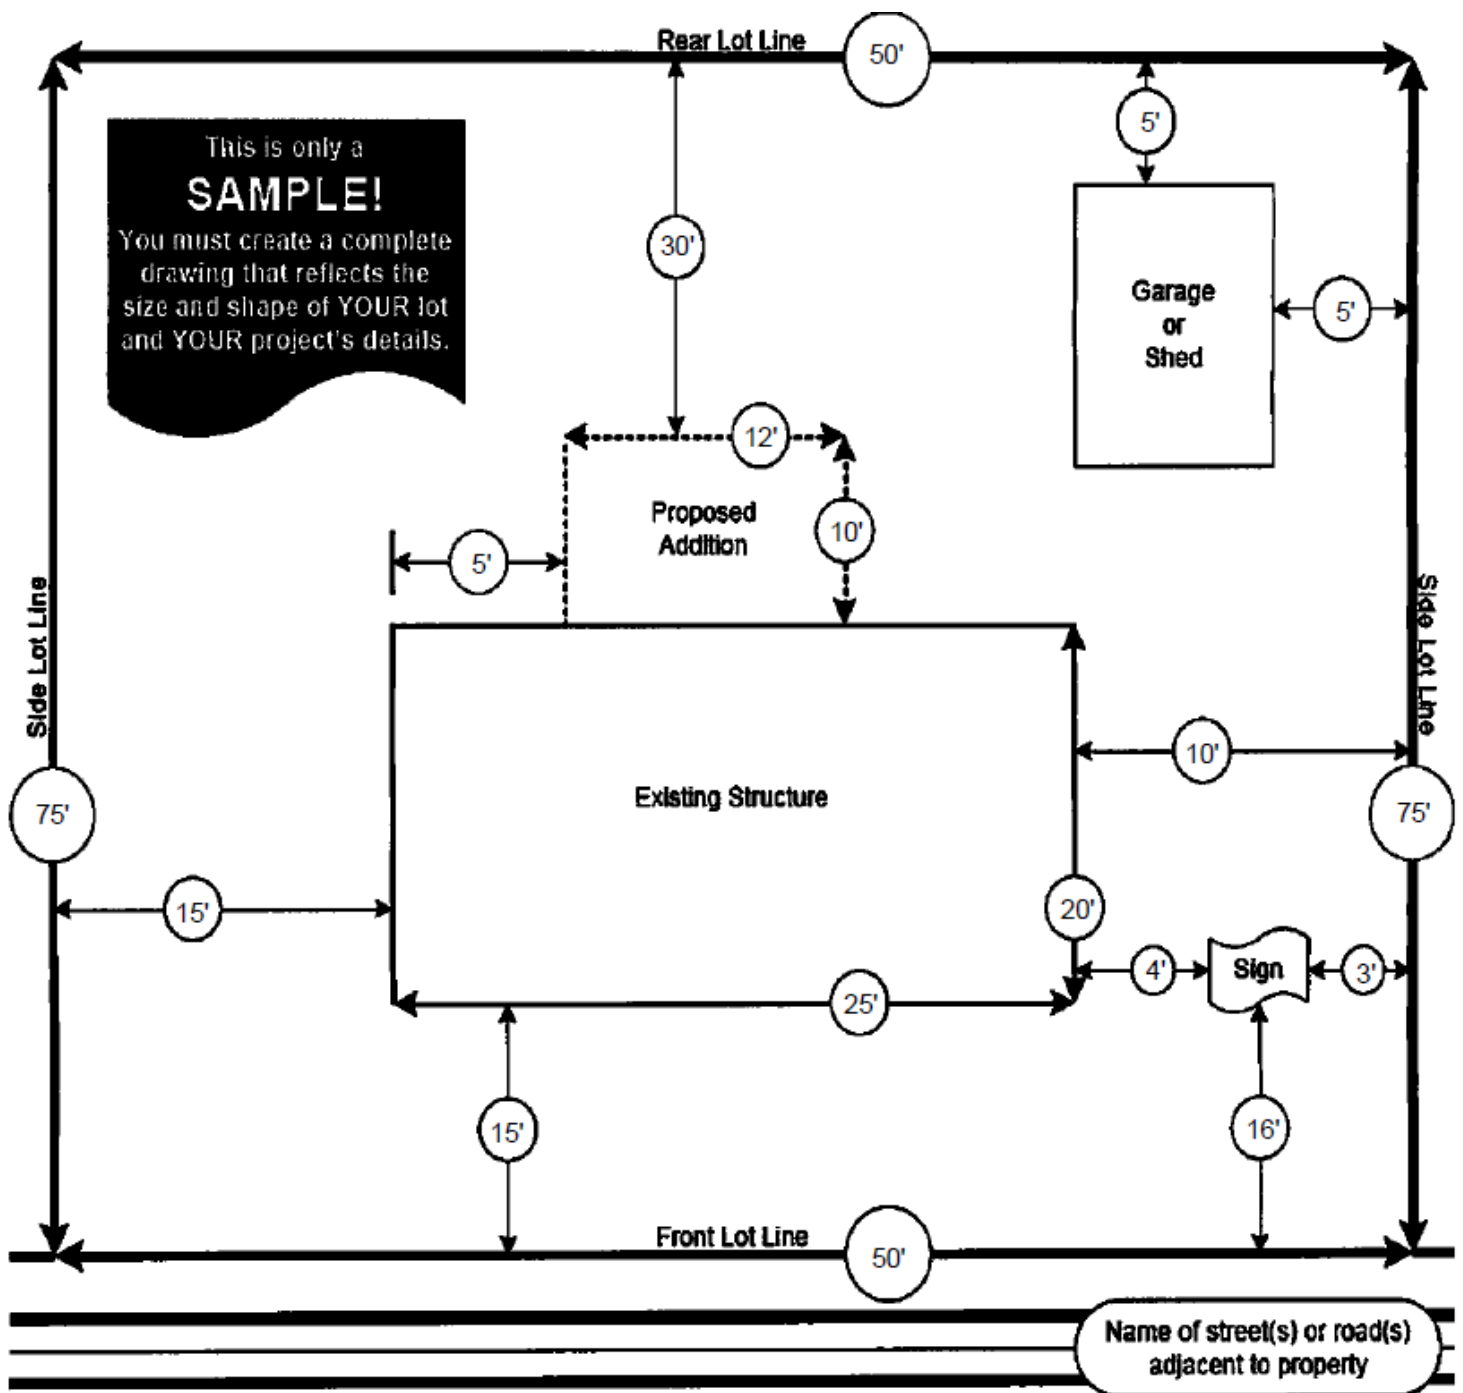 Rear Lot Line
50'
5'
This is only a
SAMPLE!
You must create a complete
drawing that reflects the
size and shape of YOUR lot
and YOUR project's details.
30'
Garage
or
Shed
5'
12'
Proposed
Addition
10'
5'
Side Lot Line
Side Lot Line
10'
Existing Structure
75'
75'
15'
20'
4'
Sign
3'
25'
15'
16'
Front Lot Line
50'
Name of street(s) or road(s)
adjacent to property